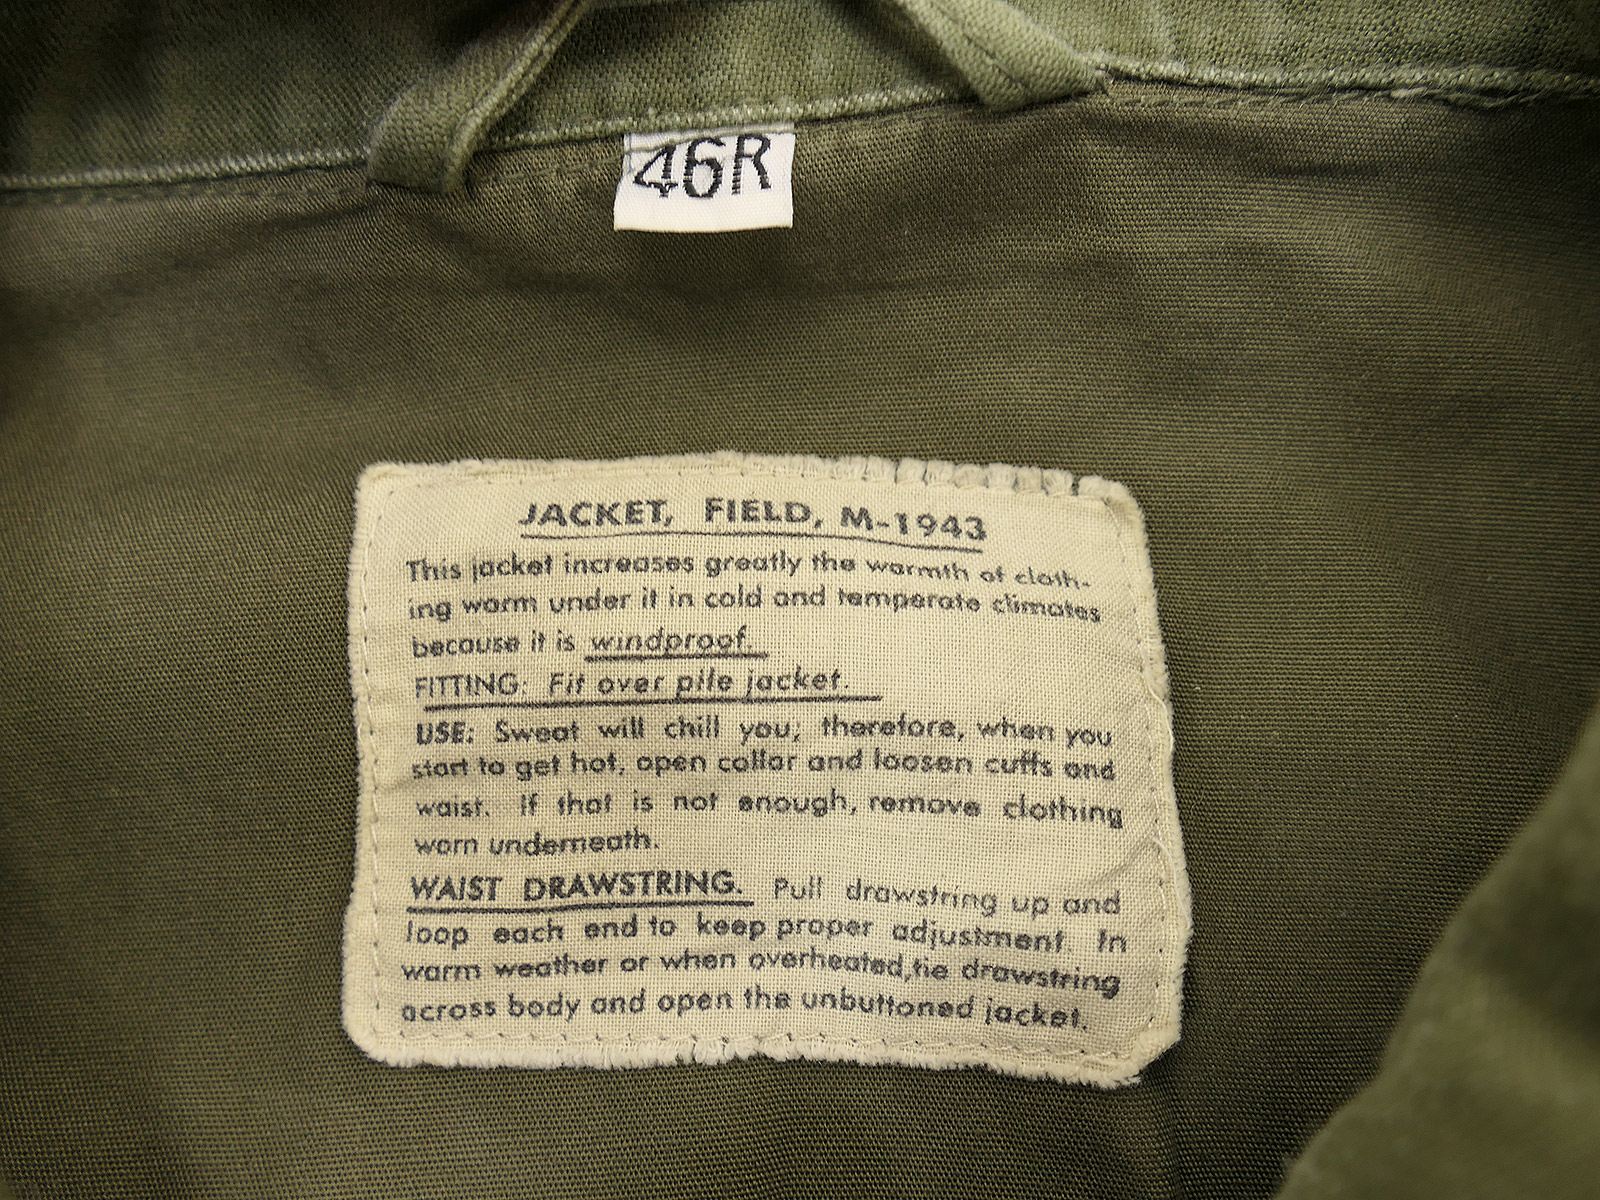 46R
JACKET, FIELD, M-1943
This jacket increases greatly the warmth of cloth-
ing warm under it in cold and temperate climates
because it is windproof.
FITTING: Fit over pile jacket.
USE: Sweat will chill you; therefore, when you
start to get hot, open collar and loosen cuffs and
waist. If that is not enough, remove clothing
worn underneath.
WAIST DRAWSTRING. Pull drawstring up and
loop each end to keep proper adjustment. In
warm weather or when overheated,tie drawstring
across body and open the unbuttoned jacket.